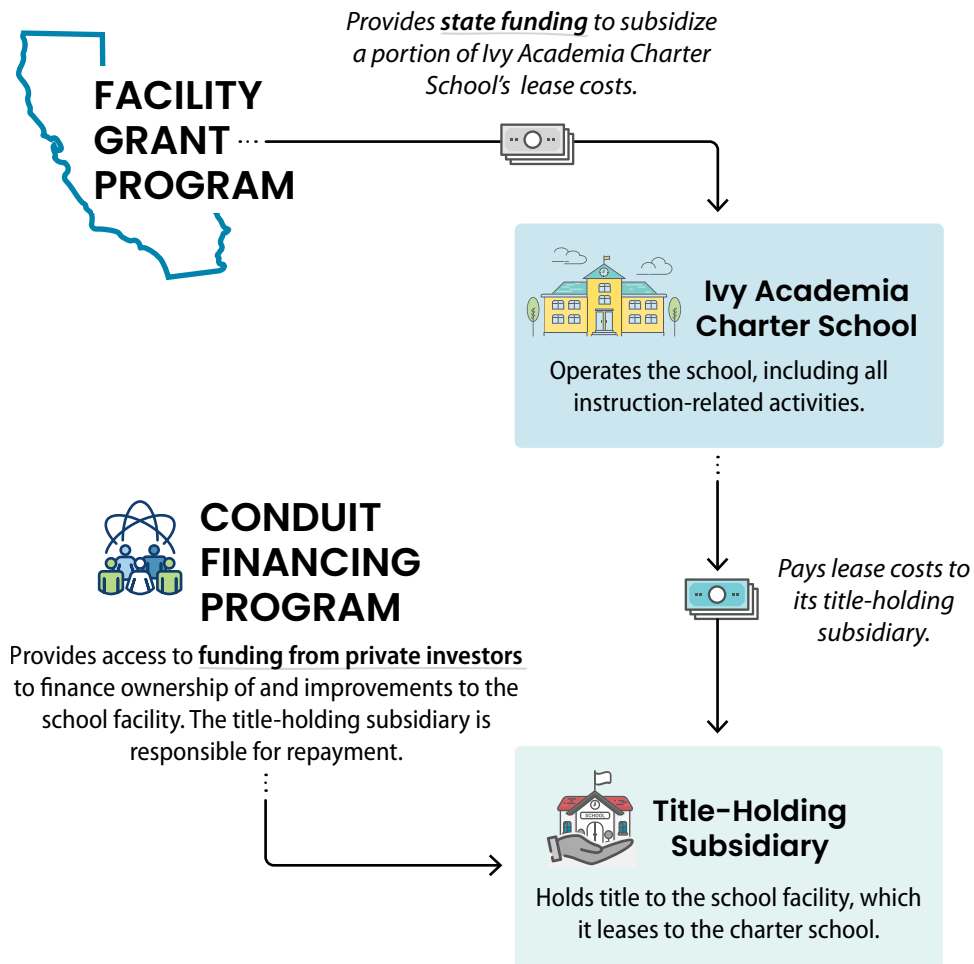 Provides state funding to subsidize
a portion of Ivy Academia Charter
School's lease costs.
FACILITY
GRANT
PROGRAM
Ivy Academia
Charter School
Operates the school, including all
instruction-related activities.
CONDUIT
FINANCING
PROGRAM
Provides access to funding from private investors
to finance ownership of and improvements to the
school facility. The title-holding subsidiary is
responsible for repayment.
Pays lease costs to
its title-holding
subsidiary.
SCHOOL
Title-Holding
Subsidiary
Holds title to the school facility, which
it leases to the charter school.